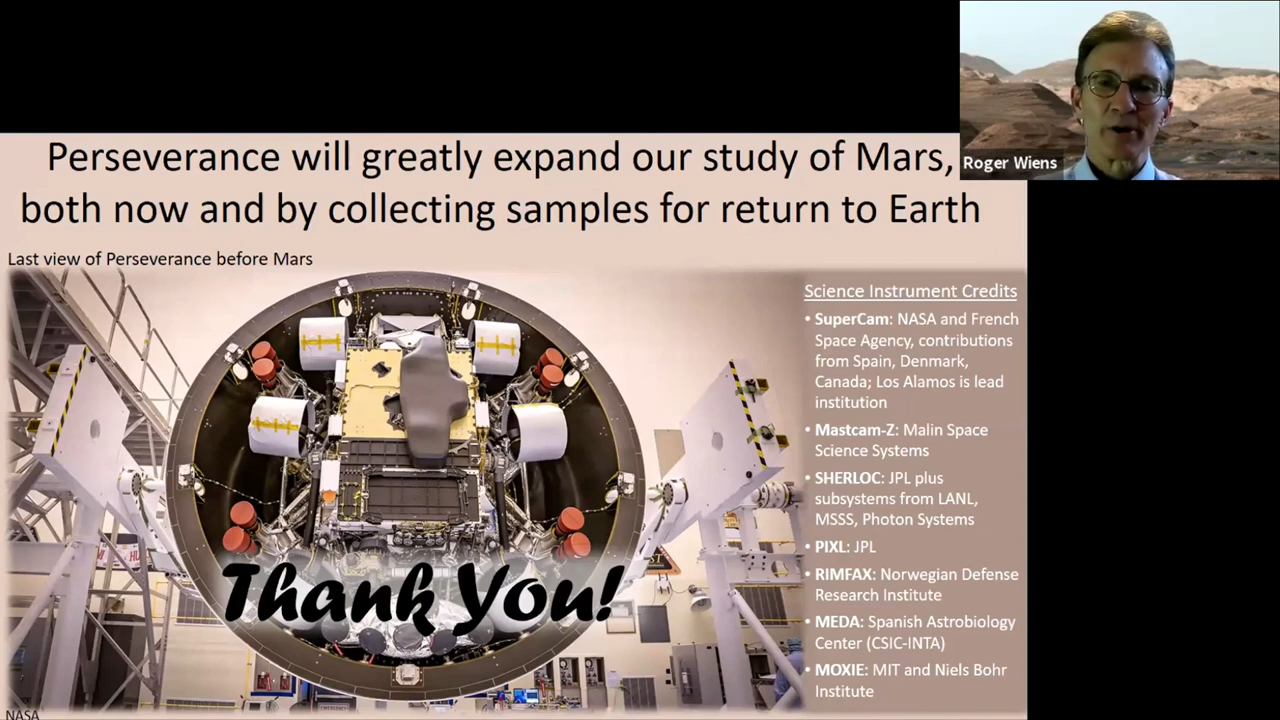 Roger Wiens
Perseverance will greatly expand our study of Mars,
both now and by collecting samples for return to Earth
Last view of Perseverance before Mars
Thank You!
NASA
Science Instrument Credits
• SuperCam: NASA and French
Space Agency, contributions
from Spain, Denmark,
Canada; Los Alamos is lead
institution
• Mastcam-Z: Malin Space
Science Systems
• SHERLOC: JPL plus
subsystems from LANL,
MSSS, Photon Systems
• PIXL: JPL
• RIMFAX: Norwegian Defense
Research Institute
• MEDA: Spanish Astrobiology
Center (CSIC-INTA)
• MOXIE: MIT and Niels Bohr
Institute